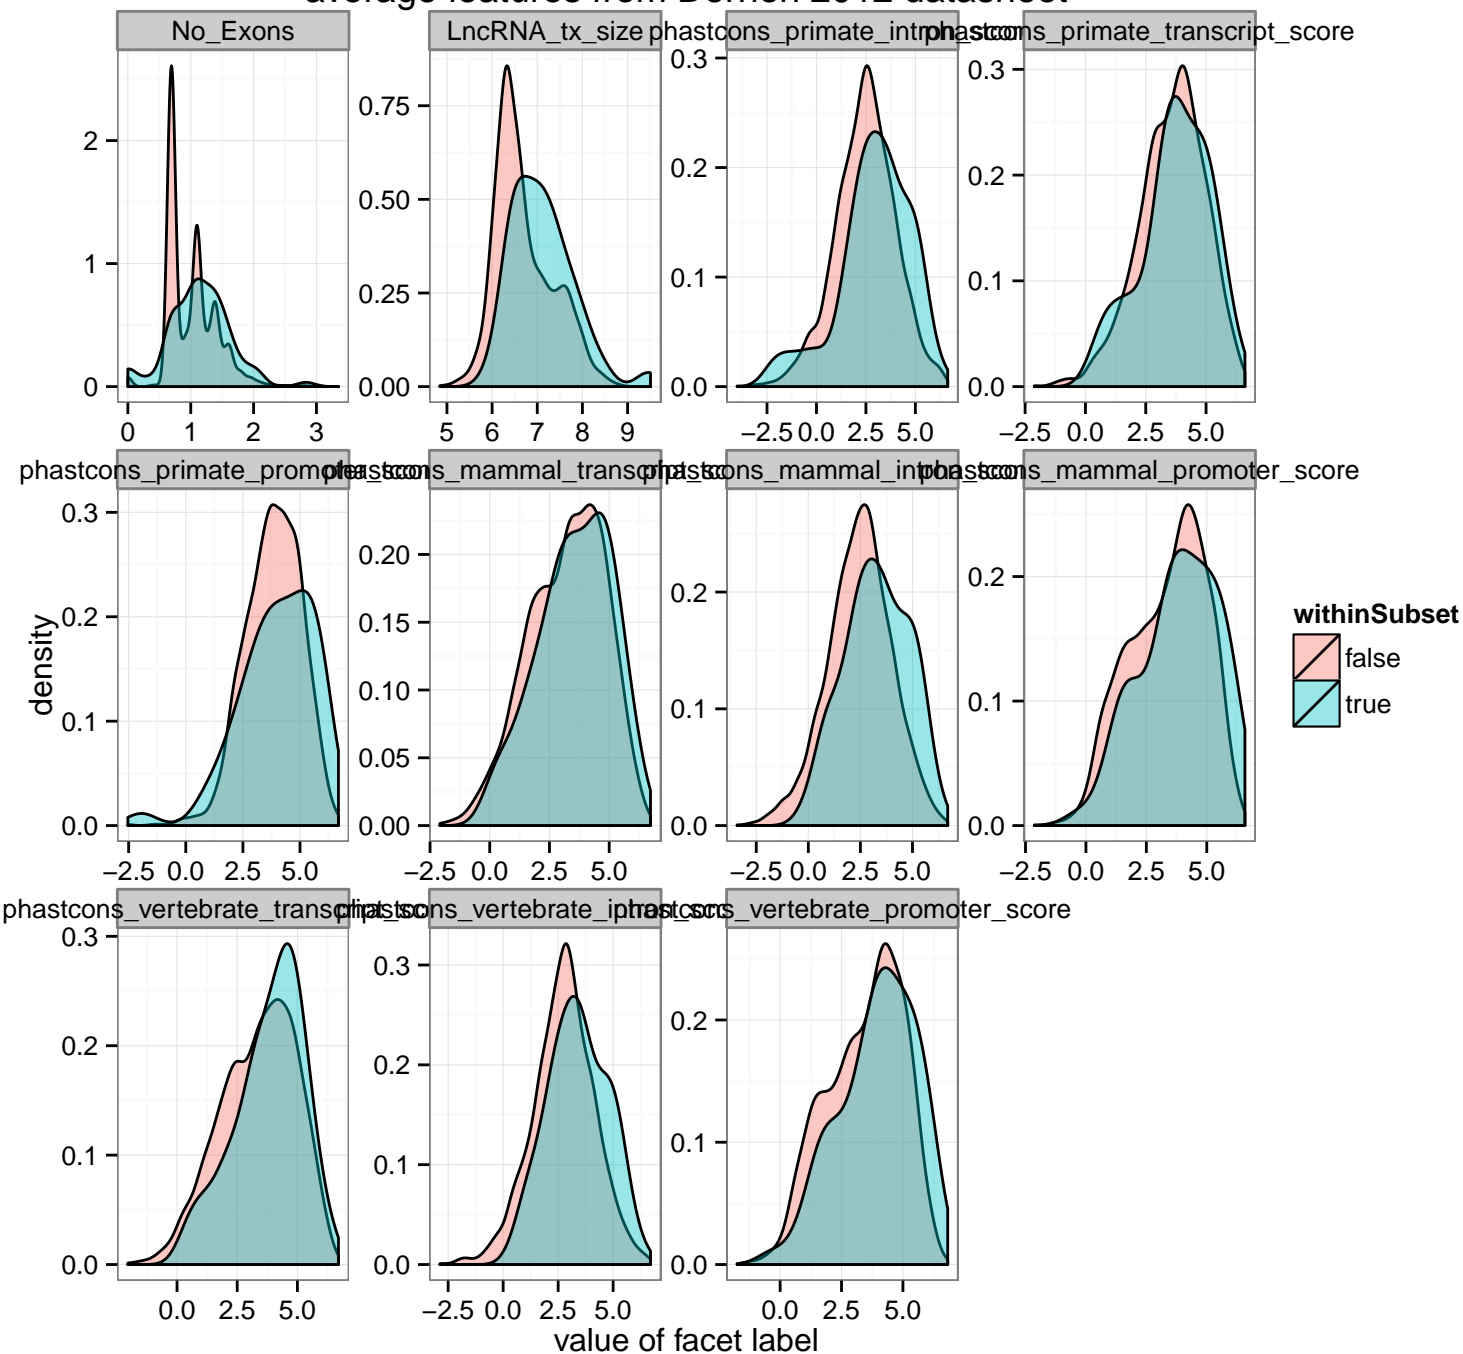 average features from Derrien 2012 datasheet
No_Exons
LncRNA_tx_size
phastcons_primate_intron_score
phastcons_primate_transcript_score
0 1 2
0.00 0.25 0.50 0.75
0.0 0.1 0.2 0.3
0.0 0.1 0.2 0.3
0 1 2 3
5 6 7 8 9
−2.5 0.0 2.5 5.0
−2.5 0.0 2.5 5.0
phastcons_primate_promoter_score
phastcons_mammal_transcript_score
phastcons_mammal_intron_score
phastcons_mammal_promoter_score
0.0 0.1 0.2 0.3
0.00 0.05 0.10 0.15 0.20
0.0 0.1 0.2
0.0 0.1 0.2
−2.5 0.0 2.5 5.0
−2.5 0.0 2.5 5.0
−2.5 0.0 2.5 5.0
−2.5 0.0 2.5 5.0
density
withinSubset
false
true
phastcons_vertebrate_transcript_score
phastcons_vertebrate_intron_score
phastcons_vertebrate_promoter_score
0.0 0.1 0.2 0.3
0.0 0.1 0.2 0.3
0.0 0.1 0.2
0.0 2.5 5.0
−2.5 0.0 2.5 5.0
0.0 2.5 5.0
value of facet label